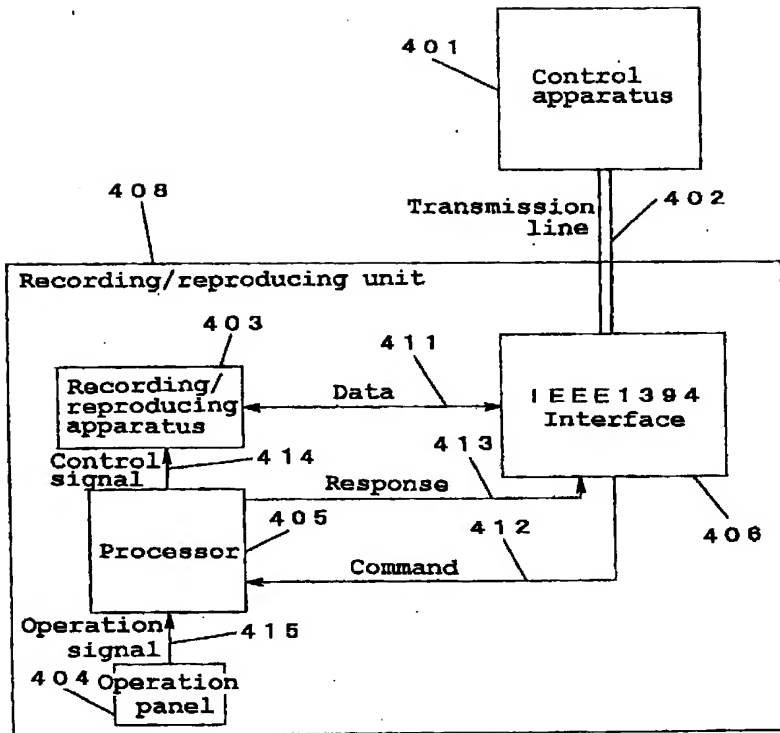 401
Control
apparatus
408
Transmission
line
402
Recording/reproducing unit
403
411
Recording/
reproducing
apparatus
Data
IEEE1394
Interface
Control
signal
414
413
Response
405
412
406
Processor
Command
Operation
signal
415
404
Operation
panel